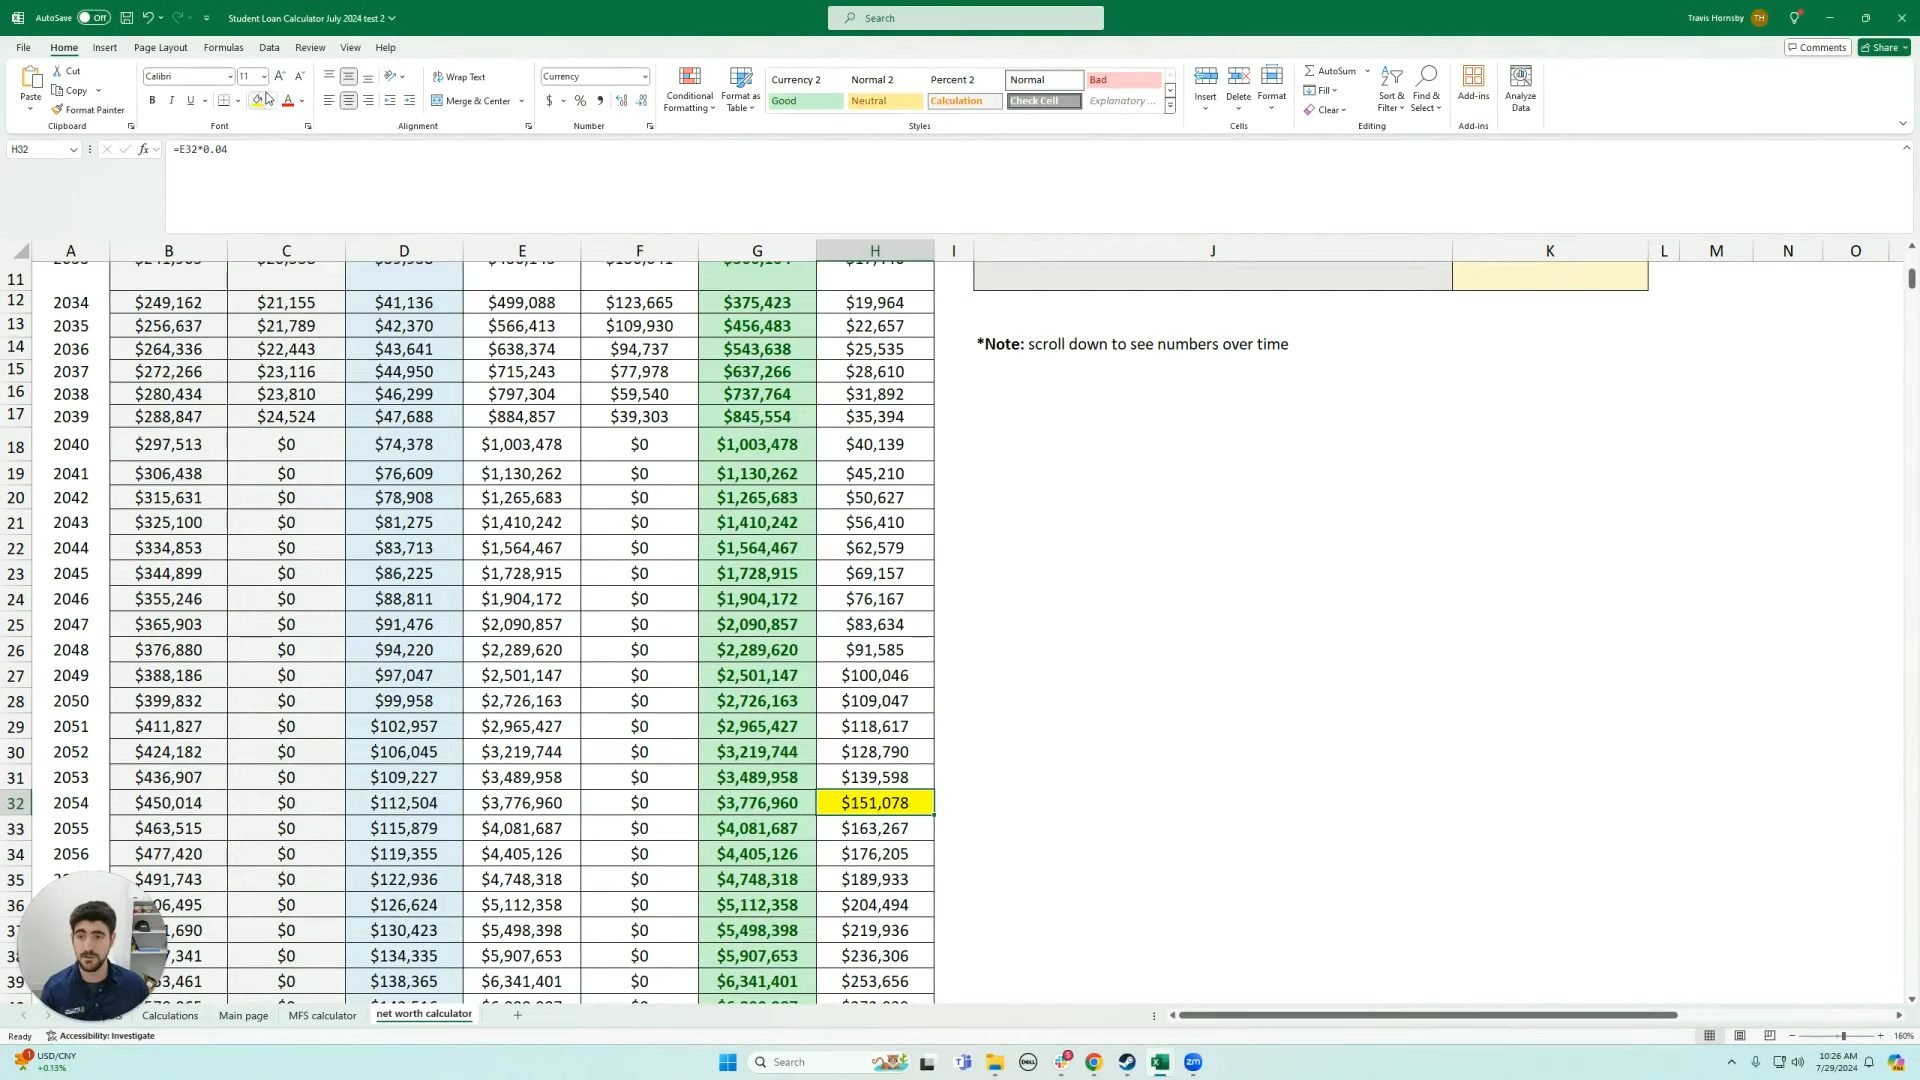 AutoSave Off Student Loan Calculator July 2024 test 2 Search Travis Hornsby TH
File Home Insert Page Layout Formulas Data Review View Help Comments Share
Paste Cut Copy Format Painter Clipboard
Calibri 11 B I U A Font
Wrap Text Merge & Center Alignment
Currency $ % 9 Number
Conditional Formatting Format as Table
Currency 2 Normal 2 Percent 2 Normal Bad
Good Neutral Calculation Check Cell Explanatory ...
Styles
Insert Delete Format Cells
AutoSum Fill Clear Sort & Filter Find & Select Editing
Add-ins Add-ins
Analyze Data
H32 fx =E32*0.04
A B C D E F G H I J K L M N O
11
12 2034 $249,162 $21,155 $41,136 $499,088 $123,665 $375,423 $19,964
13 2035 $256,637 $21,789 $42,370 $566,413 $109,930 $456,483 $22,657
14 2036 $264,336 $22,443 $43,641 $638,374 $94,737 $543,638 $25,535
*Note: scroll down to see numbers over time
15 2037 $272,266 $23,116 $44,950 $715,243 $77,978 $637,266 $28,610
16 2038 $280,434 $23,810 $46,299 $797,304 $59,540 $737,764 $31,892
17 2039 $288,847 $24,524 $47,688 $884,857 $39,303 $845,554 $35,394
18 2040 $297,513 $0 $74,378 $1,003,478 $0 $1,003,478 $40,139
19 2041 $306,438 $0 $76,609 $1,130,262 $0 $1,130,262 $45,210
20 2042 $315,631 $0 $78,908 $1,265,683 $0 $1,265,683 $50,627
21 2043 $325,100 $0 $81,275 $1,410,242 $0 $1,410,242 $56,410
22 2044 $334,853 $0 $83,713 $1,564,467 $0 $1,564,467 $62,579
23 2045 $344,899 $0 $86,225 $1,728,915 $0 $1,728,915 $69,157
24 2046 $355,246 $0 $88,811 $1,904,172 $0 $1,904,172 $76,167
25 2047 $365,903 $0 $91,476 $2,090,857 $0 $2,090,857 $83,634
26 2048 $376,880 $0 $94,220 $2,289,620 $0 $2,289,620 $91,585
27 2049 $388,186 $0 $97,047 $2,501,147 $0 $2,501,147 $100,046
28 2050 $399,832 $0 $99,958 $2,726,163 $0 $2,726,163 $109,047
29 2051 $411,827 $0 $102,957 $2,965,427 $0 $2,965,427 $118,617
30 2052 $424,182 $0 $106,045 $3,219,744 $0 $3,219,744 $128,790
31 2053 $436,907 $0 $109,227 $3,489,958 $0 $3,489,958 $139,598
32 2054 $450,014 $0 $112,504 $3,776,960 $0 $3,776,960 $151,078
33 2055 $463,515 $0 $115,879 $4,081,687 $0 $4,081,687 $163,267
34 2056 $477,420 $0 $119,355 $4,405,126 $0 $4,405,126 $176,205
35 $491,743 $0 $122,936 $4,748,318 $0 $4,748,318 $189,933
36 06,495 $0 $126,624 $5,112,358 $0 $5,112,358 $204,494
37 1,690 $0 $130,423 $5,498,398 $0 $5,498,398 $219,936
38 7,341 $0 $134,335 $5,907,653 $0 $5,907,653 $236,306
39 3,461 $0 $138,365 $6,341,401 $0 $6,341,401 $253,656
Calculations Main page MFS calculator net worth calculator
Ready Accessibility: Investigate 160%
USD/CNY +0.13% Search 10:26 AM 7/29/2024